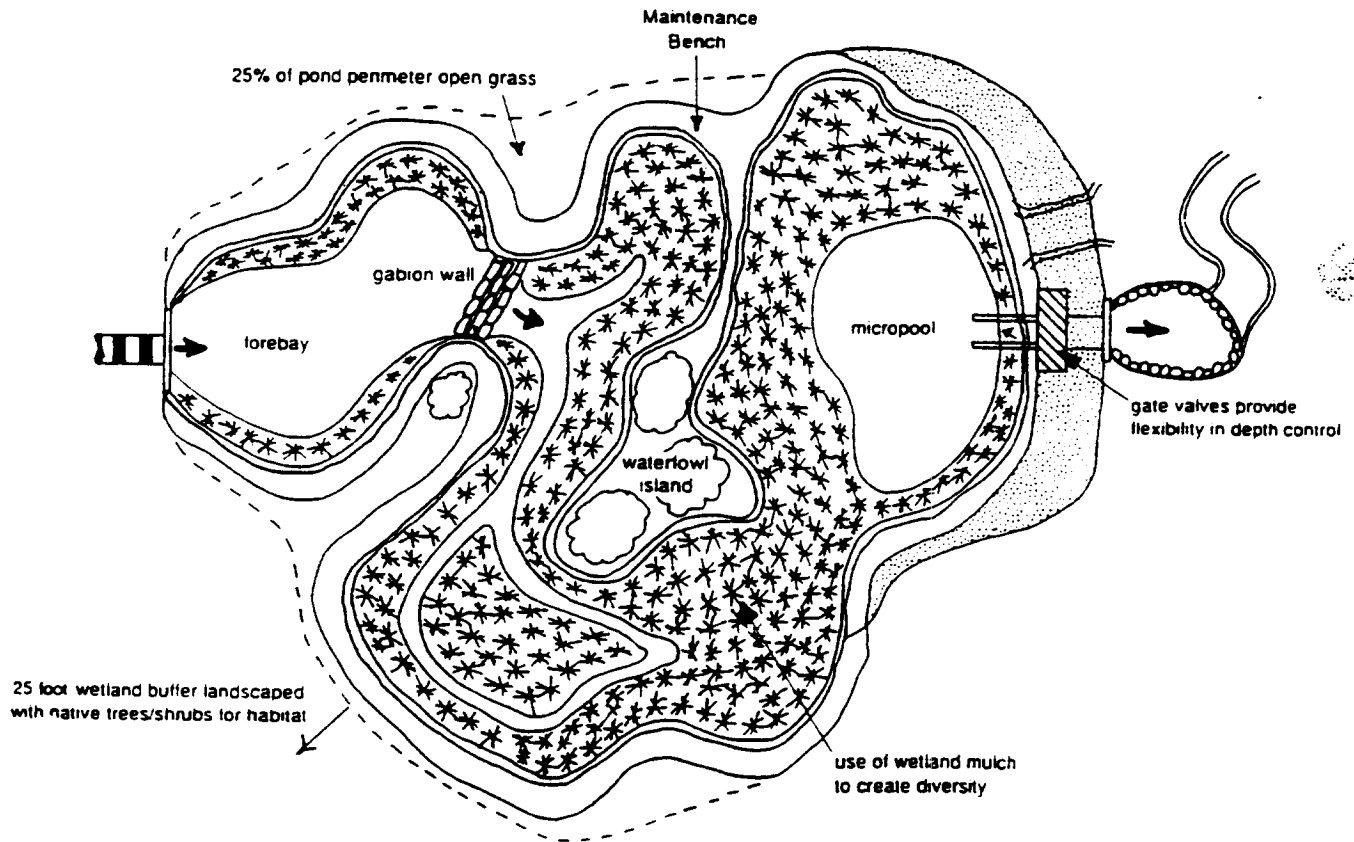 Maintenance
Bench
25% of pond perimeter open grass
gabion wall
forebay
micropool
gate valves provide
flexibility in depth control
waterfowl
island
25 foot wetland buffer landscaped
with native trees/shrubs for habitat
use of wetland mulch
to create diversity